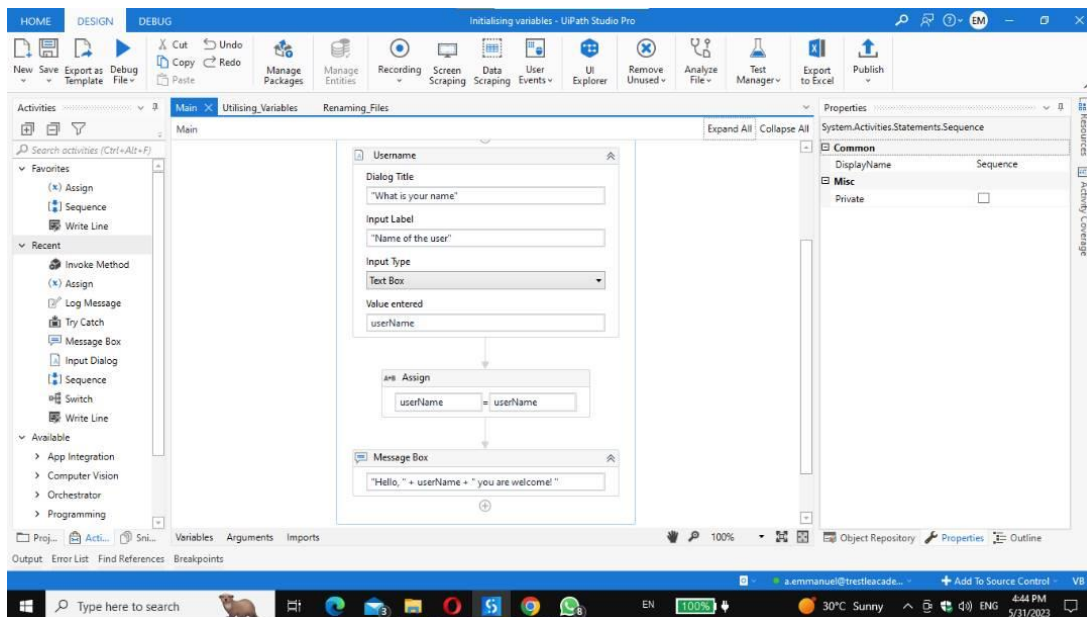 HOME DESIGN DEBUG Initialising variables - UiPath Studio Pro EM
New Save Export as Template Debug File Cut Copy Paste Undo Redo Manage Packages Manage Entities Recording Screen Scraping Data Scraping User Events UI Explorer Remove Unused Analyze File Test Manager Export to Excel Publish
Activities
Main Utilising_Variables Renaming_Files
Properties
Main Expand All Collapse All
System.Activities.Statements.Sequence
Search activities (Ctrl+Alt+F)
Favorites
Assign
Sequence
Write Line
Recent
Invoke Method
Assign
Log Message
Try Catch
Message Box
Input Dialog
Sequence
Switch
Write Line
Available
App Integration
Computer Vision
Orchestrator
Programming
Username
Dialog Title
"What is your name"
Input Label
"Name of the user"
Input Type
Text Box
Value entered
userName
A+B Assign
userName = userName
Message Box
"Hello, " + userName + " you are welcome! "
Common
DisplayName Sequence
Misc
Private
Resources
Activity Coverage
Proj... Acti... Sni... Variables Arguments Imports 100% Object Repository Properties Outline
Output Error List Find References Breakpoints
a.emmanuel@trestleacade... Add To Source Control VB
Type here to search EN 100% 30°C Sunny ENG 4:44 PM
5/31/2023